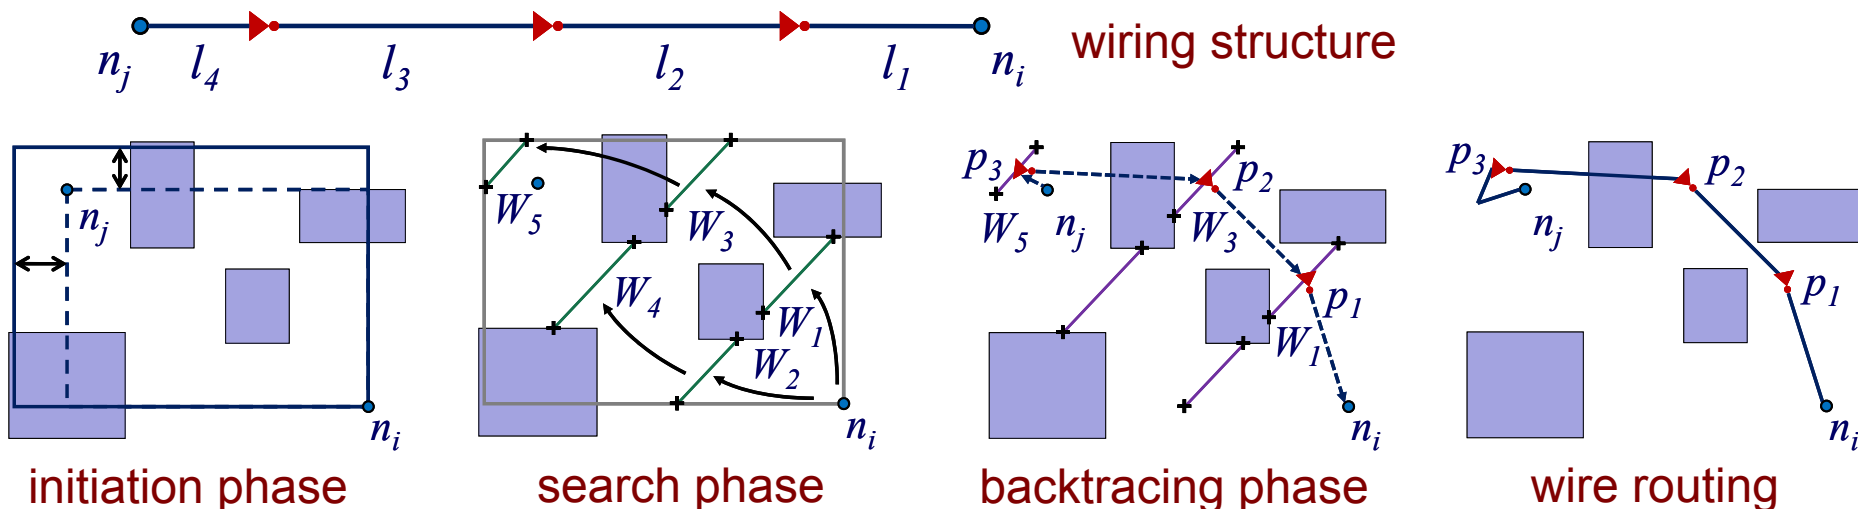 n_j l_4 l_3 l_2 l_1 n_i
wiring structure
n_j
n_i
initiation phase
W_5
W_3
W_4
W_1
W_2
n_i
search phase
p_3
p_2
W_5
n_j
W_3
p_1
W_1
n_i
backtracing phase
p_3
p_2
n_j
p_1
n_i
wire routing